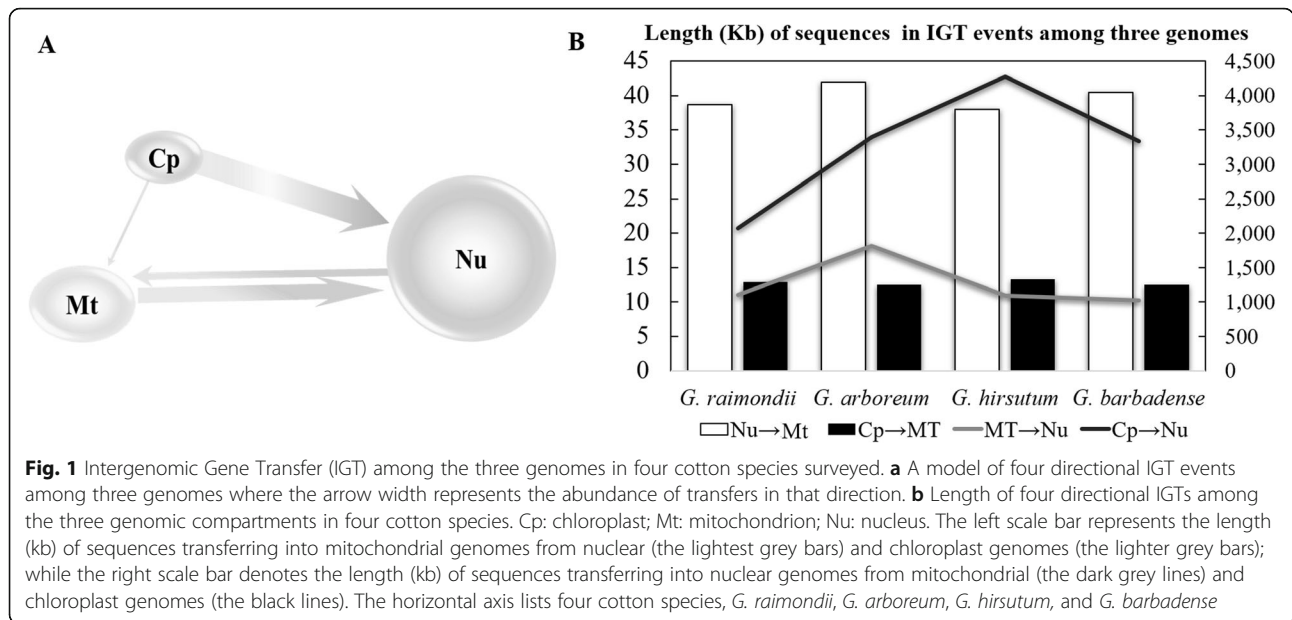 A
Cp
Nu
Mt
B
Length (Kb) of sequences in IGT events among three genomes
45
40
35
30
25
20
15
10
5
0
4,500
4,000
3,500
3,000
2,500
2,000
1,500
1,000
500
0
G. raimondii G. arboreum G. hirsutum G. barbadense
Nu→Mt Cp→MT MT→Nu Cp→Nu
Fig. 1 Intergenomic Gene Transfer (IGT) among the three genomes in four cotton species surveyed. a A model of four directional IGT events
among three genomes where the arrow width represents the abundance of transfers in that direction. b Length of four directional IGTs among
the three genomic compartments in four cotton species. Cp: chloroplast; Mt: mitochondrion; Nu: nucleus. The left scale bar represents the length
(kb) of sequences transferring into mitochondrial genomes from nuclear (the lightest grey bars) and chloroplast genomes (the lighter grey bars);
while the right scale bar denotes the length (kb) of sequences transferring into nuclear genomes from mitochondrial (the dark grey lines) and
chloroplast genomes (the black lines). The horizontal axis lists four cotton species, G. raimondii, G. arboreum, G. hirsutum, and G. barbadense